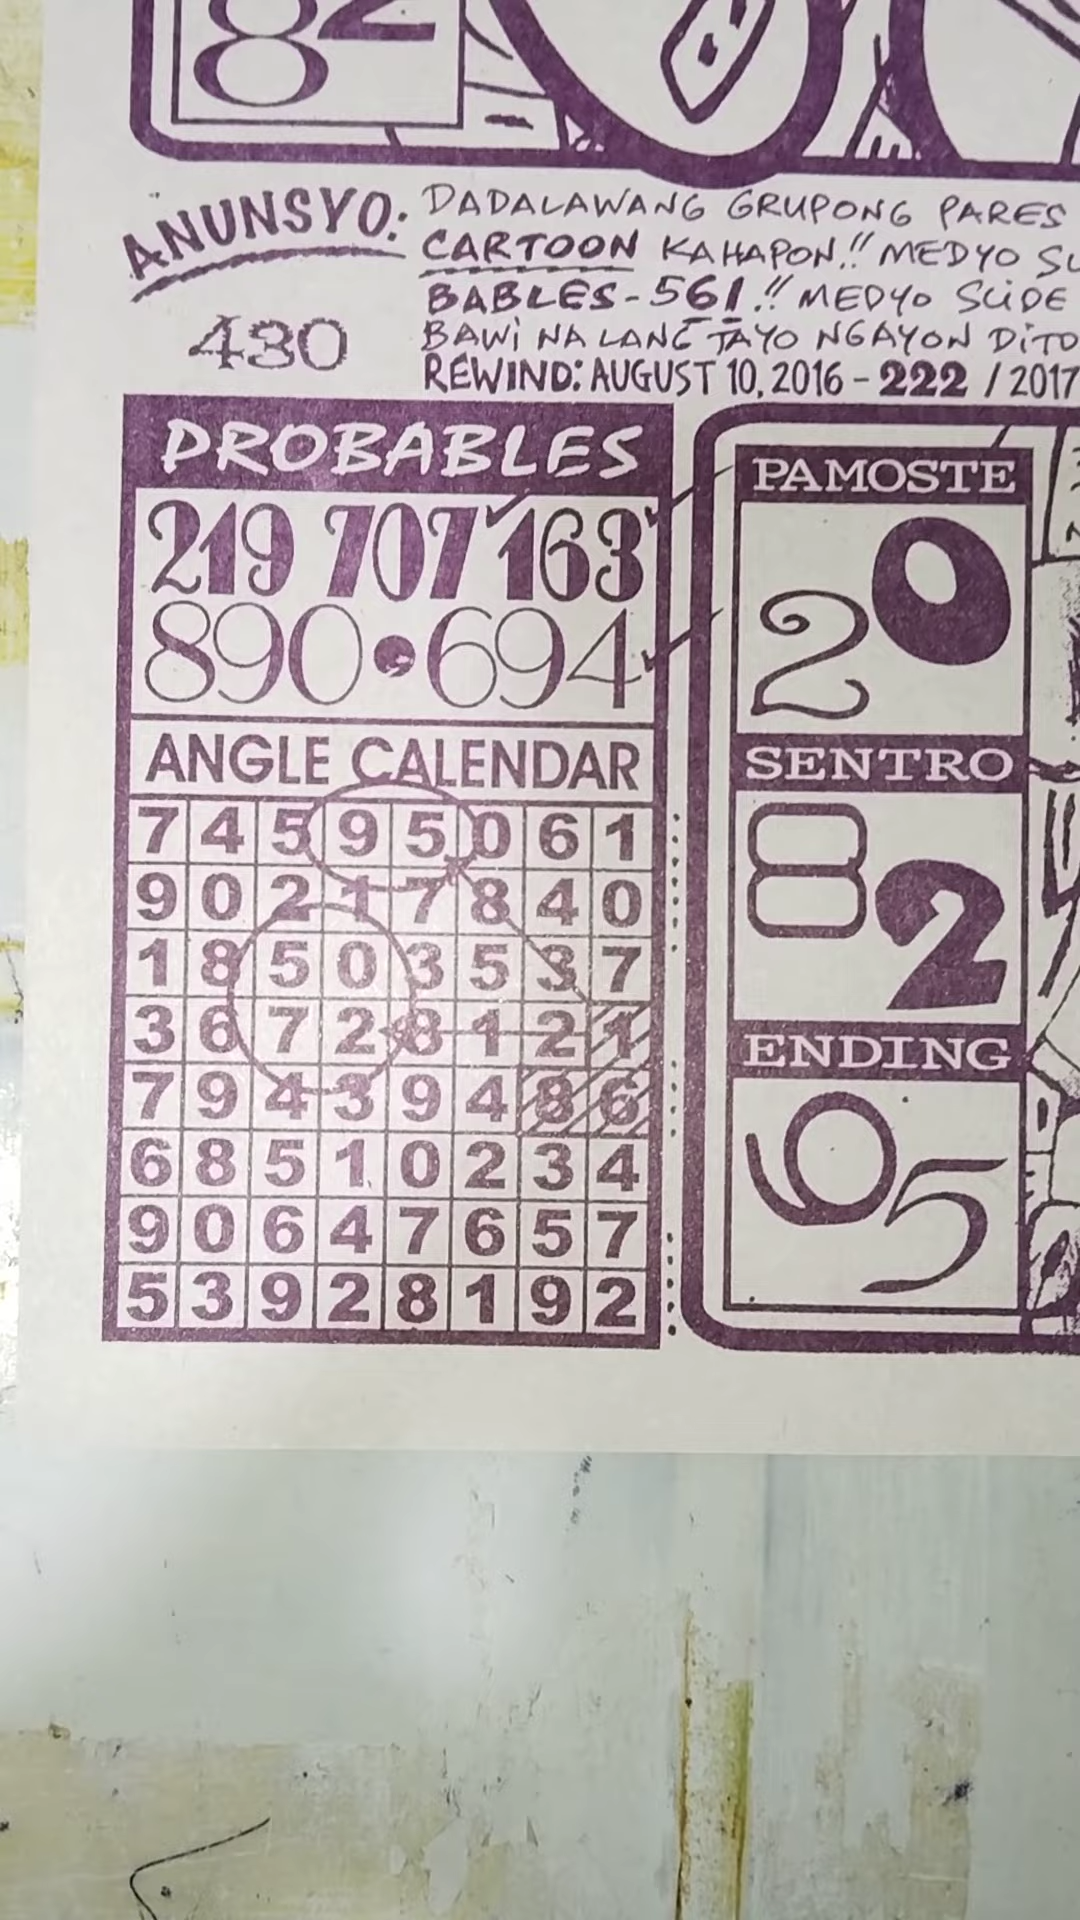 82
ANUNSYO:
DADALAWANG GRUPONG PARES
CARTOON KAHAPON!! MEDYO SL
BABLES-561!! MEDYO SLIDE
BAWI NA LANG TAYO NGAYON DITO
REWIND: AUGUST 10, 2016 - 222 / 2017
430
PROBABLES
219 707 163
890 • 694
ANGLE CALENDAR
7 4 5 9 5 0 6 1
9 0 2 1 7 8 4 0
1 8 5 0 3 5 3 7
3 6 7 2 8 1 2 1
7 9 4 3 9 4 8 6
6 8 5 1 0 2 3 4
9 0 6 4 7 6 5 7
5 3 9 2 8 1 9 2
PAMOSTE
20
SENTRO
82
ENDING
65